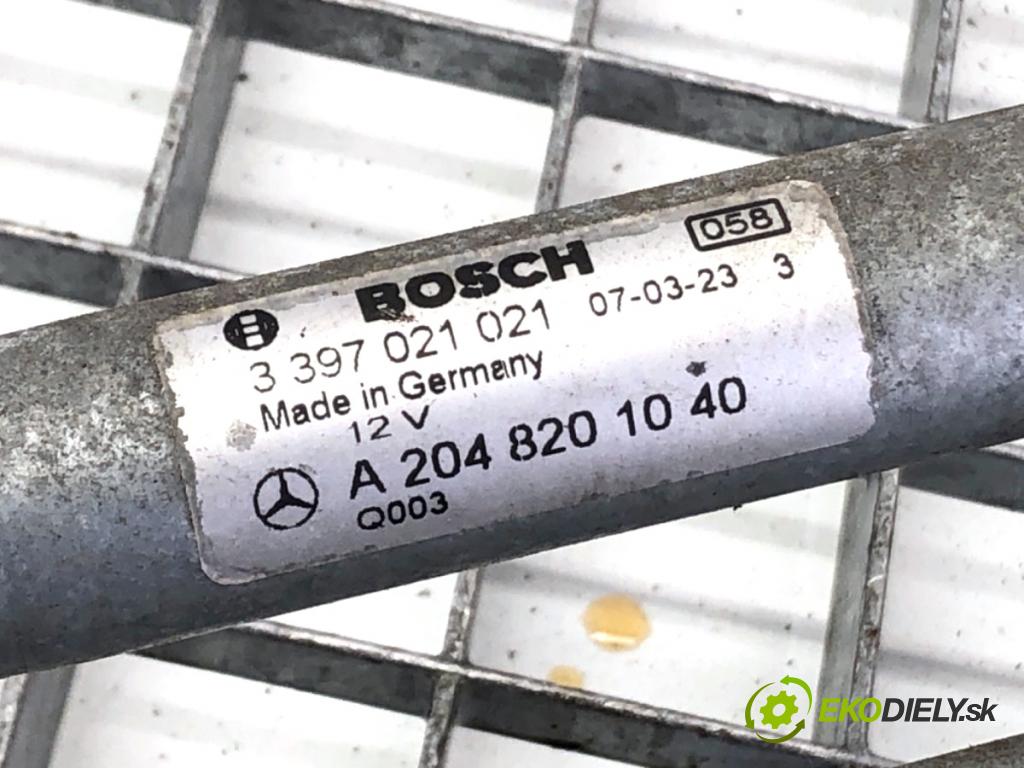 BOSCH 058
3 397 021 021 07-03-23 3
Made in Germany
12 V
A 204 820 10 40
Q003
EKODIELY.sk